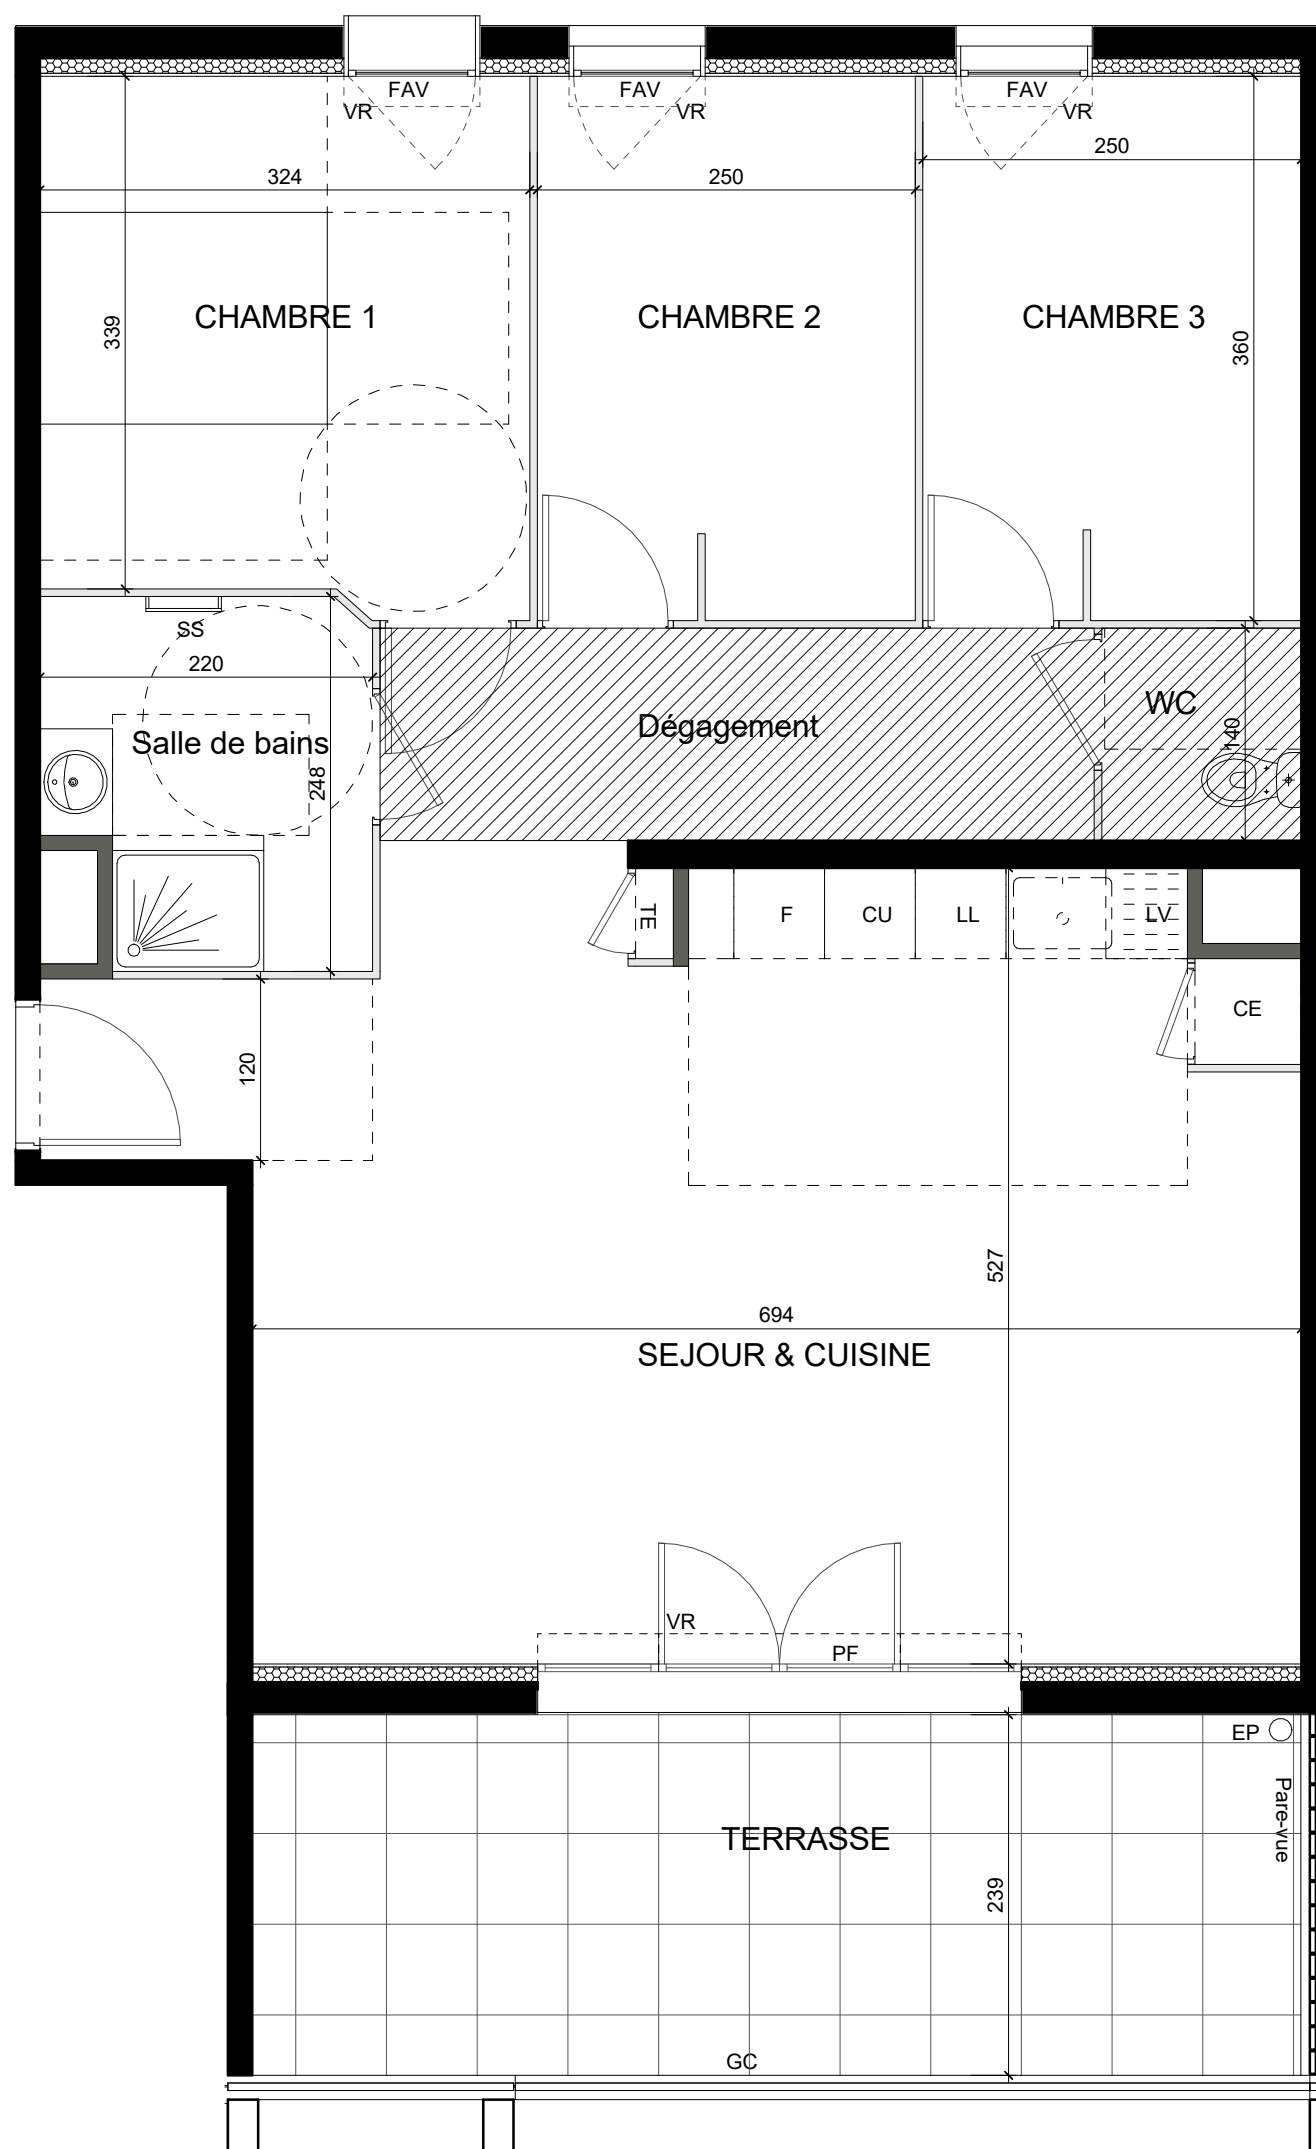 FAV
VR
FAV
VR
FAV
VR
324
250
250
339
CHAMBRE 1
CHAMBRE 2
CHAMBRE 3
360
SS
220
Salle de bains
248
Dégagement
WC
140
TE
F
CU
LL
LV
CE
120
527
694
SEJOUR & CUISINE
VR
PF
EP
Pare-vue
TERRASSE
239
GC